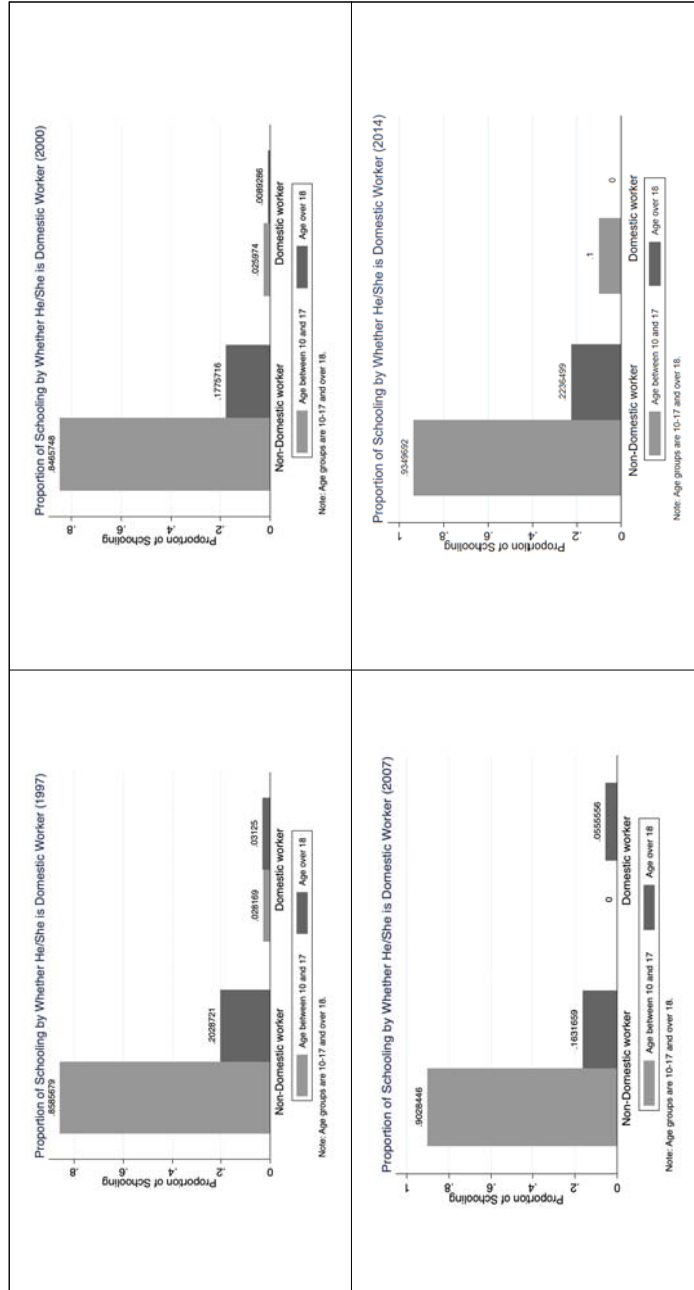 Proportion of Schooling by Whether He/She is Domestic Worker (1997)
Proportion of Schooling
.8
.6
.4
.2
0
.8585679
.2028721
.028169
.03125
Non-Domestic worker
Domestic worker
Age between 10 and 17
Age over 18
Note: Age groups are 10-17 and over 18.
Proportion of Schooling by Whether He/She is Domestic Worker (2000)
Proportion of Schooling
.8
.6
.4
.2
0
.8465748
.1775716
.025974
.0089286
Non-Domestic worker
Domestic worker
Age between 10 and 17
Age over 18
Note: Age groups are 10-17 and over 18.
Proportion of Schooling by Whether He/She is Domestic Worker (2007)
Proportion of Schooling
1
.8
.6
.4
.2
0
.9028446
.1631659
0
.0555556
Non-Domestic worker
Domestic worker
Age between 10 and 17
Age over 18
Note: Age groups are 10-17 and over 18.
Proportion of Schooling by Whether He/She is Domestic Worker (2014)
Proportion of Schooling
1
.8
.6
.4
.2
0
.9349692
.2236499
.1
0
Non-Domestic worker
Domestic worker
Age between 10 and 17
Age over 18
Note: Age groups are 10-17 and over 18.